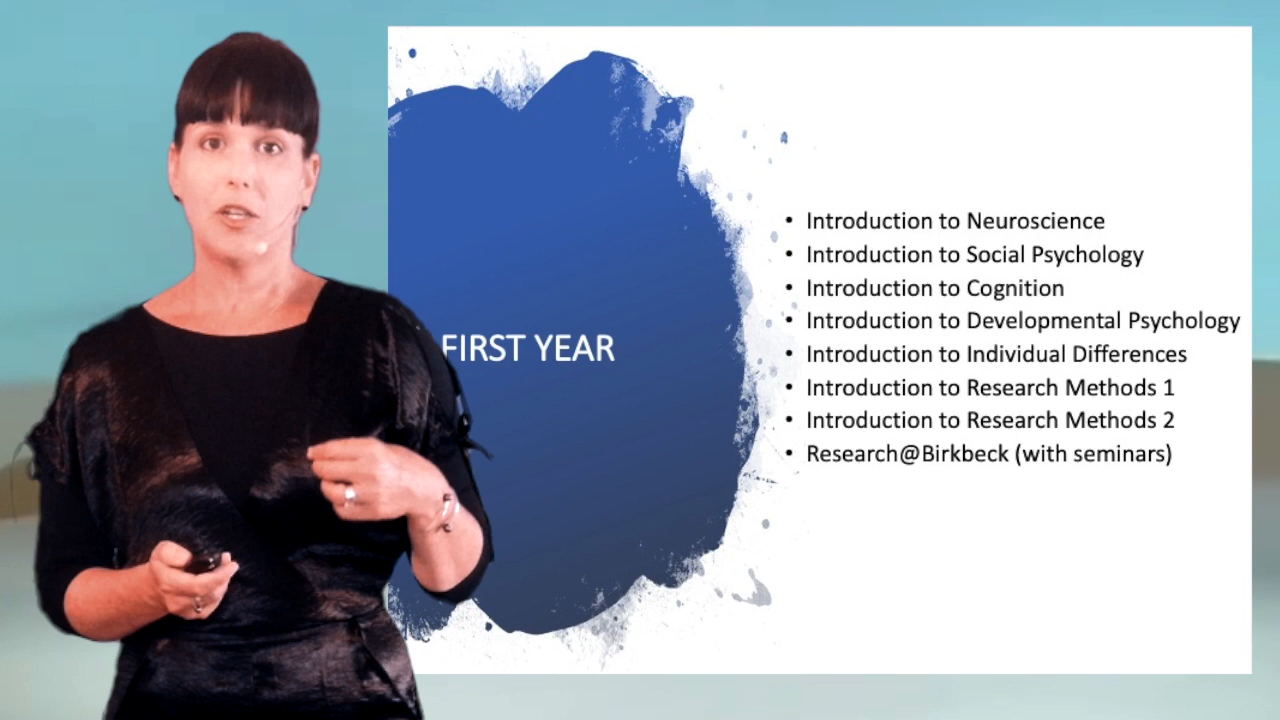 FIRST YEAR
• Introduction to Neuroscience
• Introduction to Social Psychology
• Introduction to Cognition
• Introduction to Developmental Psychology
• Introduction to Individual Differences
• Introduction to Research Methods 1
• Introduction to Research Methods 2
• Research@Birkbeck (with seminars)